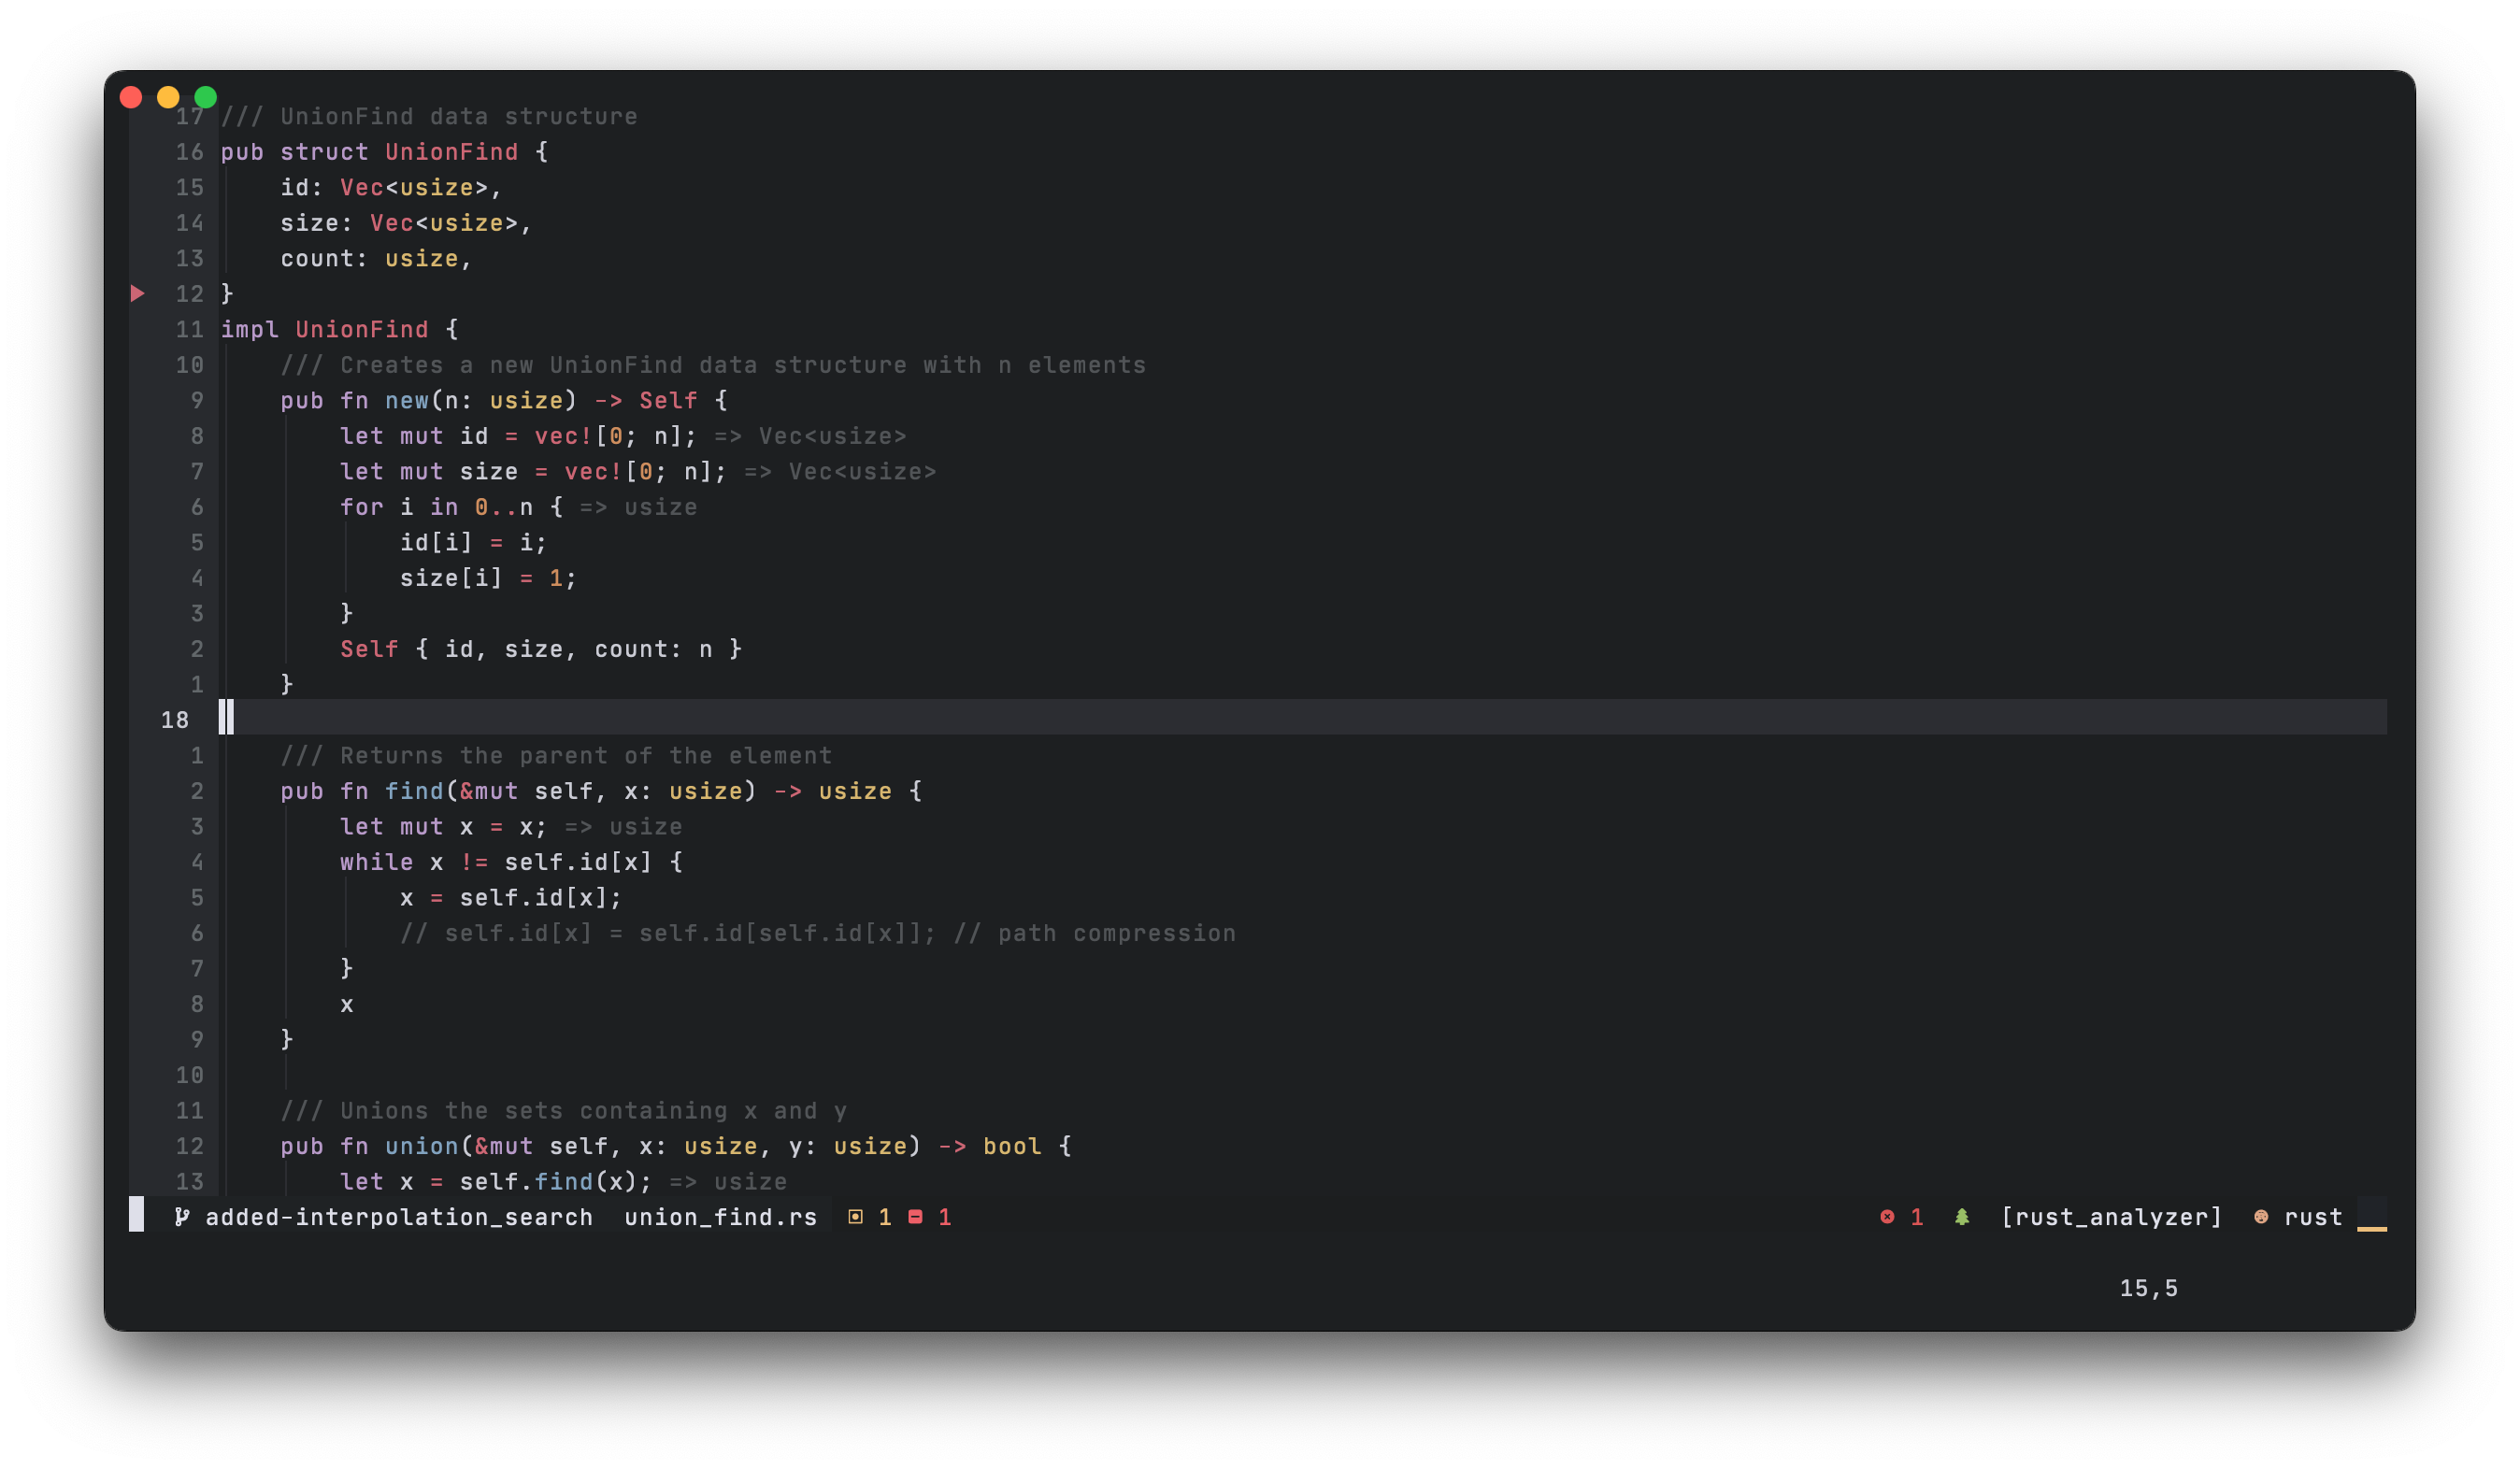 17 /// UnionFind data structure
16 pub struct UnionFind {
15     id: Vec<usize>,
14     size: Vec<usize>,
13     count: usize,
12 }
11 impl UnionFind {
10     /// Creates a new UnionFind data structure with n elements
9     pub fn new(n: usize) -> Self {
8         let mut id = vec![0; n]; => Vec<usize>
7         let mut size = vec![0; n]; => Vec<usize>
6         for i in 0..n { => usize
5             id[i] = i;
4             size[i] = 1;
3         }
2         Self { id, size, count: n }
1     }
18
1     /// Returns the parent of the element
2     pub fn find(&mut self, x: usize) -> usize {
3         let mut x = x; => usize
4         while x != self.id[x] {
5             x = self.id[x];
6             // self.id[x] = self.id[self.id[x]]; // path compression
7         }
8         x
9     }
10
11     /// Unions the sets containing x and y
12     pub fn union(&mut self, x: usize, y: usize) -> bool {
13         let x = self.find(x); => usize
added-interpolation_search union_find.rs 1 1 1 [rust_analyzer] rust
15,5